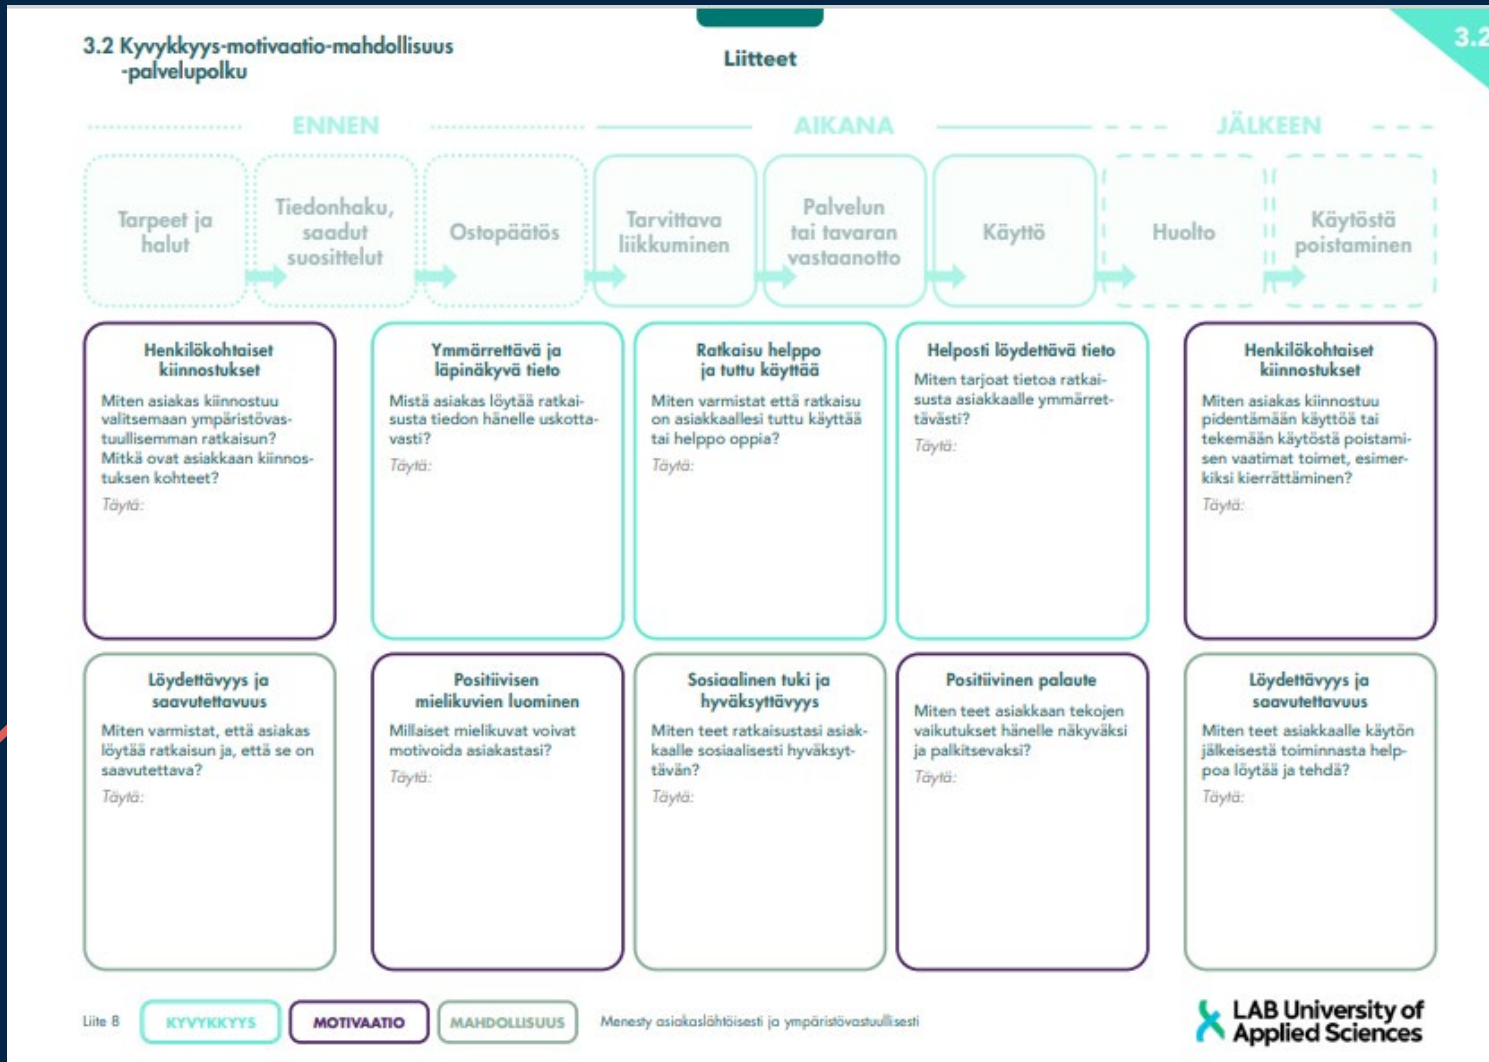 3.2 Kyvykkyys-motivaatio-mahdollisuus
-palvelupolku
Liitteet
3.2
ENNEN
AIKANA
JÄLKEEN
Tarpeet ja
halut
Tiedonhaku,
saadut
suosittelut
Ostopäätös
Tarvittava
liikkuminen
Palvelun
tai tavaran
vastaanotto
Käyttö
Huolto
Käytöstä
poistaminen
Henkilökohtaiset
kiinnostukset
Miten asiakas kiinnostuu
valitsemaan ympäristövas-
tuullisemman ratkaisun?
Mitkä ovat asiakkaan kiinnos-
tuksen kohteet?
Täytä:
Ymmärrettävä ja
läpinäkyvä tieto
Mistä asiakas löytää ratkai-
susta tiedon hänelle uskotta-
vasti?
Täytä:
Ratkaisu helppo
ja tuttu käyttää
Miten varmistat että ratkaisu
on asiakkaallesi tuttu käyttää
tai helppo oppia?
Täytä:
Helposti löydettävä tieto
Miten tarjoat tietoa ratkai-
susta asiakkaalle ymmärret-
tävästi?
Täytä:
Henkilökohtaiset
kiinnostukset
Miten asiakas kiinnostuu
pidentämään käyttöä tai
tekemään käytöstä poistami-
sen vaatimat toimet, esimer-
kiksi kierrättäminen?
Täytä:
Löydettävyys ja
saavutettavuus
Miten varmistat, että asiakas
löytää ratkaisun ja, että se on
saavutettava?
Täytä:
Positiivisen
mielikuvien luominen
Millaiset mielikuvat voivat
motivoida asiakastasi?
Täytä:
Sosiaalinen tuki ja
hyväksyttävyys
Miten teet ratkaisustasi asiak-
kaalle sosiaalisesti hyväksyt-
tävän?
Täytä:
Positiivinen palaute
Miten teet asiakkaan tekojen
vaikutukset hänelle näkyväksi
ja palkitsevaksi?
Täytä:
Löydettävyys ja
saavutettavuus
Miten teet asiakkaalle käytön
jälkeisestä toiminnasta help-
poa löytää ja tehdä?
Täytä:
Liite 8
KYVYKKYYS
MOTIVAATIO
MAHDOLLISUUS
Menesty asiakaslähtöisesti ja ympäristövastuullisesti
LAB University of
Applied Sciences